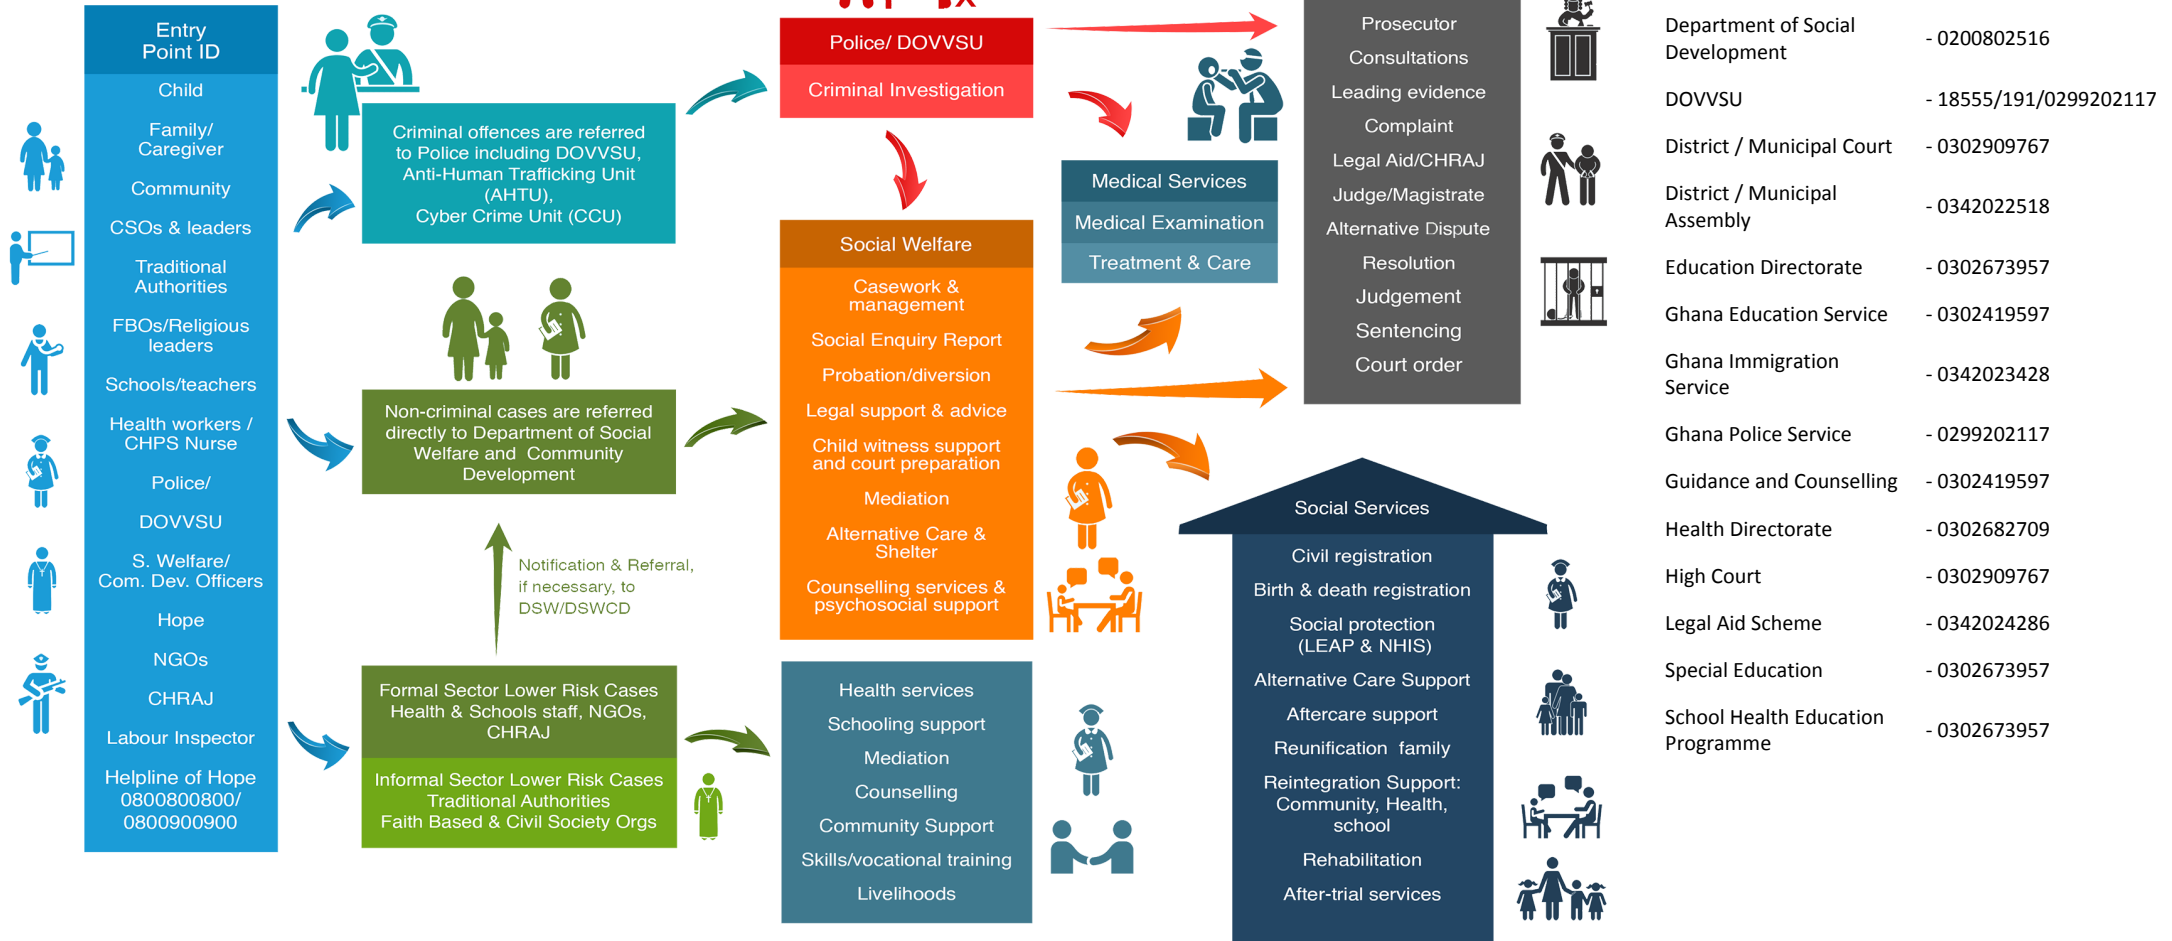 Entry
Point ID
Child
Family/
Caregiver
Community
CSOs & leaders
Traditional
Authorities
FBOs/Religious
leaders
Schools/teachers
Health workers /
CHPS Nurse
Police/
DOVVSU
S. Welfare/
Com. Dev. Officers
Hope
NGOs
CHRAJ
Labour Inspector
Helpline of Hope
0800800800/
0800900900
Criminal offences are referred
to Police including DOVVSU,
Anti-Human Trafficking Unit
(AHTU),
Cyber Crime Unit (CCU)
Non-criminal cases are referred
directly to Department of Social
Welfare and Community
Development
Notification & Referral,
if necessary, to
DSW/DSWCD
Formal Sector Lower Risk Cases
Health & Schools staff, NGOs,
CHRAJ
Informal Sector Lower Risk Cases
Traditional Authorities
Faith Based & Civil Society Orgs
Police/ DOVVSU
Criminal Investigation
Social Welfare
Casework &
management
Social Enquiry Report
Probation/diversion
Legal support & advice
Child witness support
and court preparation
Mediation
Alternative Care &
Shelter
Counselling services &
psychosocial support
Health services
Schooling support
Mediation
Counselling
Community Support
Skills/vocational training
Livelihoods
Medical Services
Medical Examination
Treatment & Care
Prosecutor
Consultations
Leading evidence
Complaint
Legal Aid/CHRAJ
Judge/Magistrate
Alternative Dispute
Resolution
Judgement
Sentencing
Court order
Social Services
Civil registration
Birth & death registration
Social protection
(LEAP & NHIS)
Alternative Care Support
Aftercare support
Reunification family
Reintegration Support:
Community, Health,
school
Rehabilitation
After-trial services
Department of Social
Development - 0200802516
DOVVSU - 18555/191/0299202117
District / Municipal Court - 0302909767
District / Municipal
Assembly - 0342022518
Education Directorate - 0302673957
Ghana Education Service - 0302419597
Ghana Immigration
Service - 0342023428
Ghana Police Service - 0299202117
Guidance and Counselling - 0302419597
Health Directorate - 0302682709
High Court - 0302909767
Legal Aid Scheme - 0342024286
Special Education - 0302673957
School Health Education
Programme - 0302673957